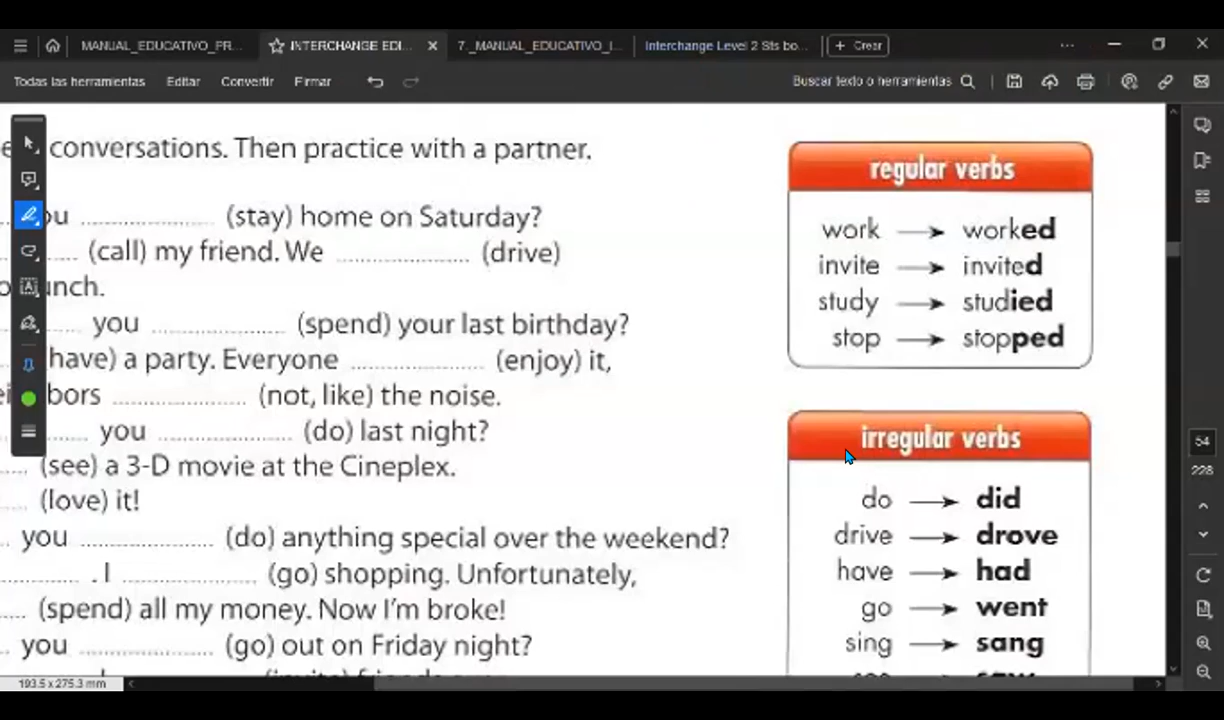 MANUAL_EDUCATIVO_PR...
INTERCHANGE EDI...
7._MANUAL_EDUCATIVO_I...
Interchange Level 2 Sts bo...
+ Crear
Todas las herramientas Editar Convertir Firmar
Buscar texto o herramientas
conversations. Then practice with a partner.
ou .................. (stay) home on Saturday?
..... (call) my friend. We .................. (drive)
unch.
..... you .................. (spend) your last birthday?
have) a party. Everyone .................. (enjoy) it,
bors .................. (not, like) the noise.
..... you .................. (do) last night?
.... (see) a 3-D movie at the Cineplex.
.... (love) it!
.. you .................. (do) anything special over the weekend?
.......... . I .................. (go) shopping. Unfortunately,
.... (spend) all my money. Now I'm broke!
.. you .................. (go) out on Friday night?
regular verbs
work → worked
invite → invited
study → studied
stop → stopped
irregular verbs
do → did
drive → drove
have → had
go → went
sing → sang
54
228
193.5 x 275.3 mm